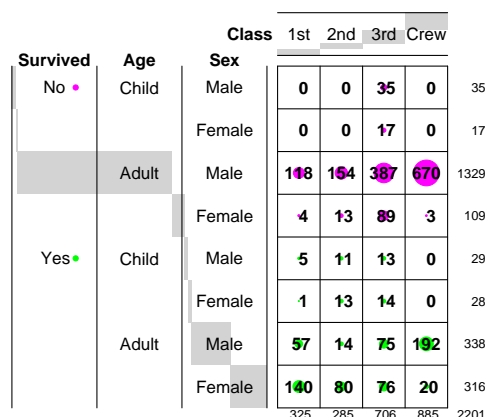 Class 1st 2nd 3rd Crew
Survived Age Sex
No Child Male 0 0 35 0 35
Female 0 0 17 0 17
Adult Male 118 154 387 670 1329
Female 4 13 89 3 109
Yes Child Male 5 11 13 0 29
Female 1 13 14 0 28
Adult Male 57 14 75 192 338
Female 140 80 76 20 316
325 285 706 885 2201